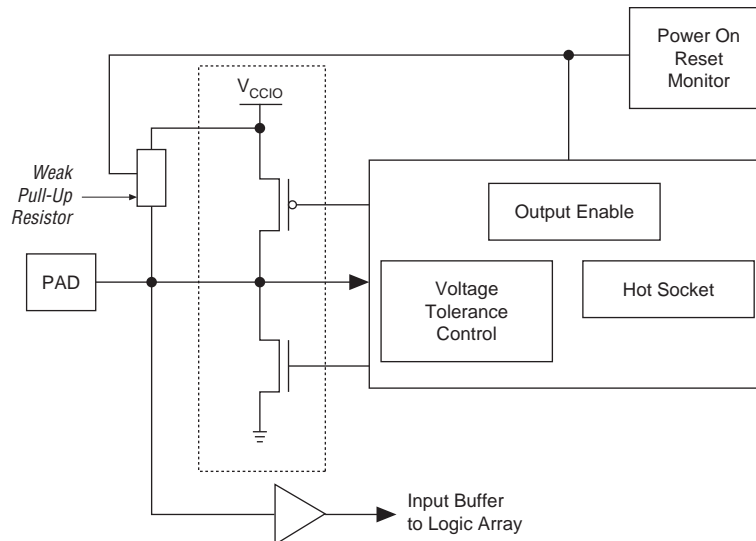 Power On
Reset
Monitor
V_CCIO
Weak
Pull-Up
Resistor
Output Enable
PAD
Voltage
Tolerance
Control
Hot Socket
Input Buffer
to Logic Array